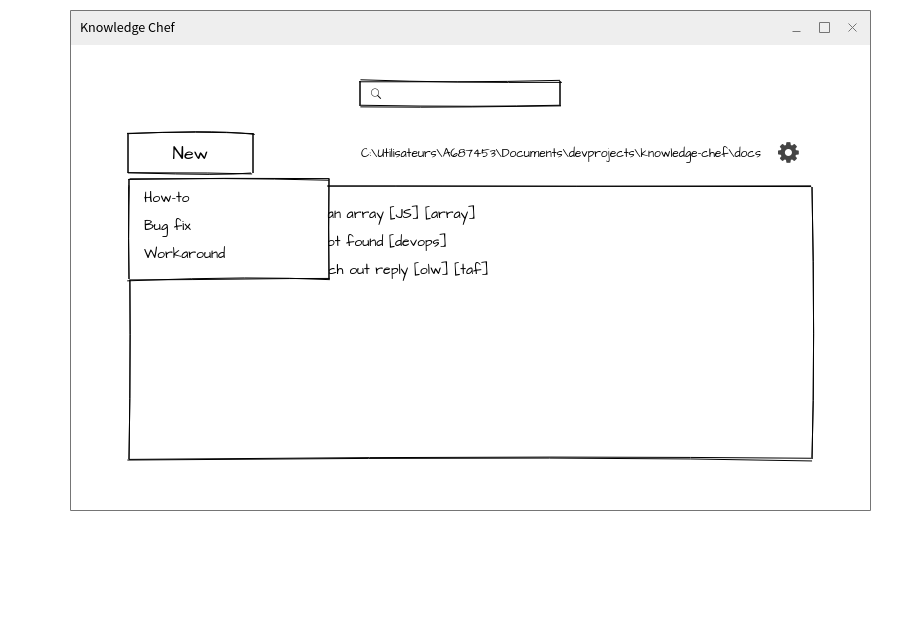 Knowledge Chef
New
C:\Utilisateurs\A687453\Documents\devprojects\knowledge-chef\docs
How-to
Bug fix
Workaround
an array [JS] [array]
ot found [devops]
ch out reply [olw] [taf]